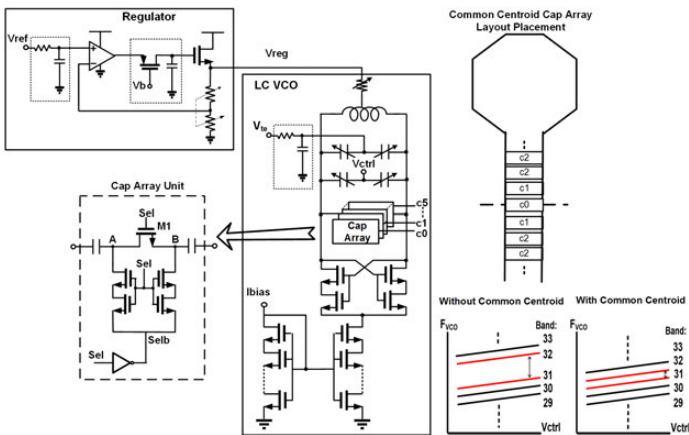 Regulator
Vref
Vb
Vreg
LC VCO
Vtc
Vctrl
c5
c1
c0
Cap
Array
Ibias
Cap Array Unit
Sel
M1
A
B
Sel
Sel
Selb
Common Centroid Cap Array
Layout Placement
c2
c2
c1
c0
c1
c2
c2
Without Common Centroid
FVCO
Band:
33
32
31
30
29
Vctrl
With Common Centroid
FVCO
Band:
33
32
31
30
29
Vctrl